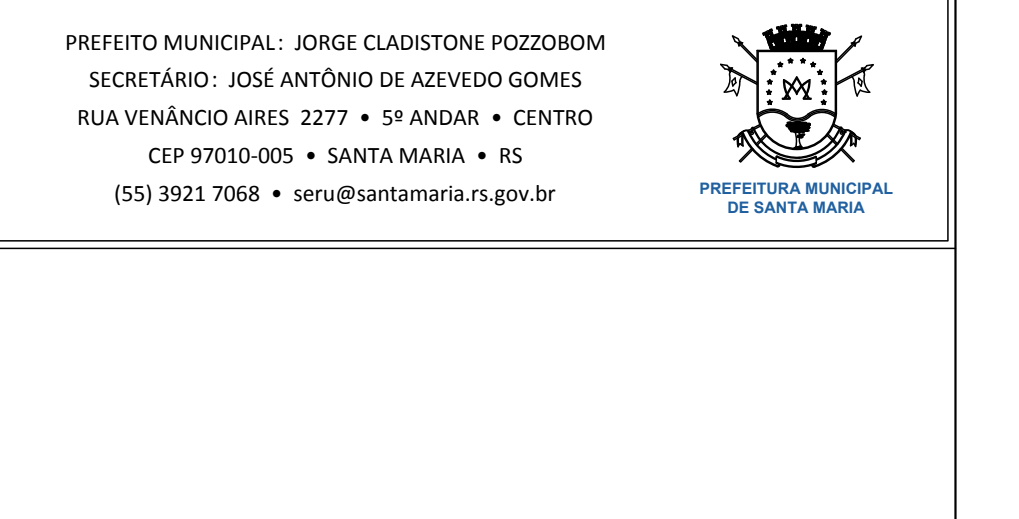 PREFEITO MUNICIPAL: JORGE CLADISTONE POZZOBOM
SECRETÁRIO: JOSÉ ANTÔNIO DE AZEVEDO GOMES
RUA VENÂNCIO AIRES 2277 • 5º ANDAR • CENTRO
CEP 97010-005 • SANTA MARIA • RS
(55) 3921 7068 • seru@santamaria.rs.gov.br
PREFEITURA MUNICIPAL
DE SANTA MARIA